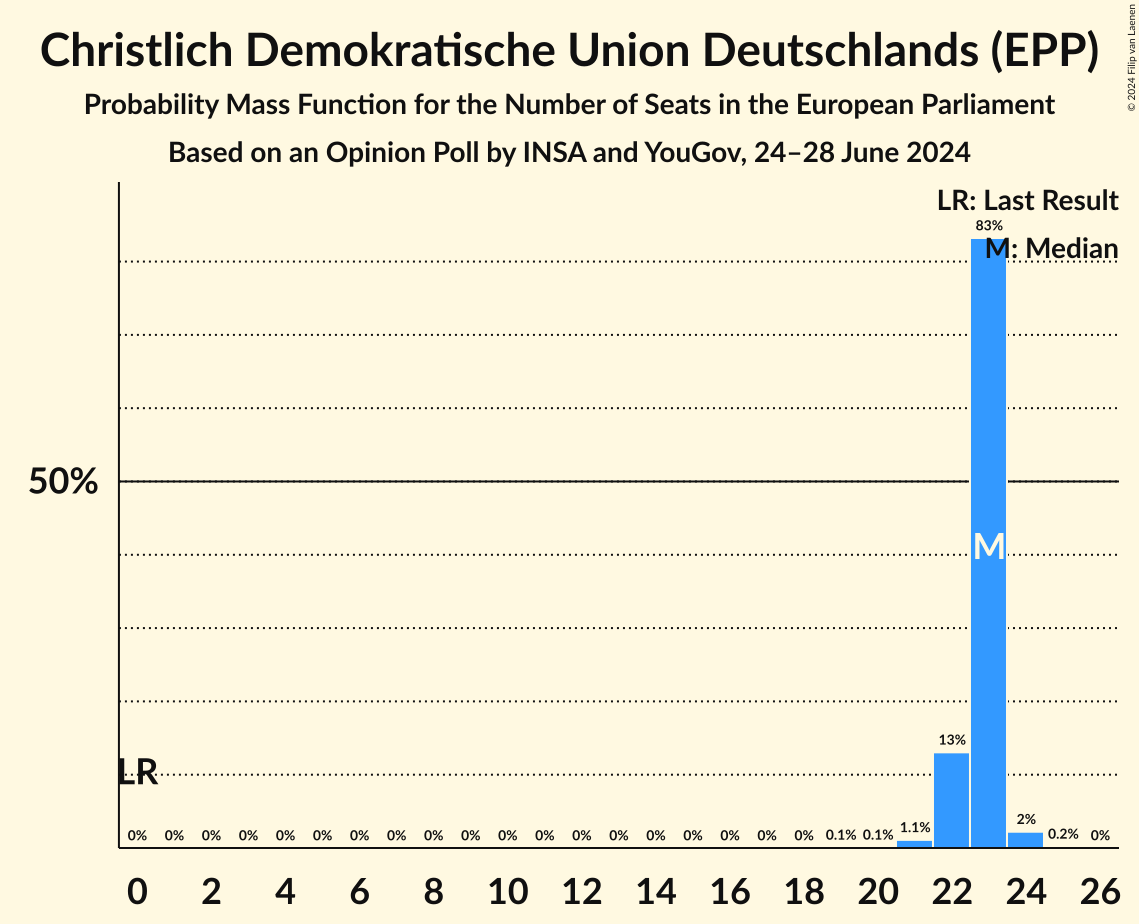 Christlich Demokratische Union Deutschlands (EPP)
Probability Mass Function for the Number of Seats in the European Parliament
Based on an Opinion Poll by INSA and YouGov, 24–28 June 2024
© 2024 Filip van Laenen
LR: Last Result
83%
M: Median
50%
M
13%
LR
0% 0% 0% 0% 0% 0% 0% 0% 0% 0% 0% 0% 0% 0% 0% 0% 0% 0% 0% 0.1% 0.1% 1.1% 2% 0.2% 0%
0 2 4 6 8 10 12 14 16 18 20 22 24 26